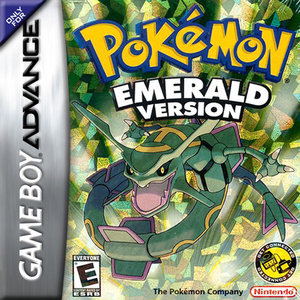 ONLY
FOR
GAME BOY ADVANCE
POKéMON
EMERALD
VERSION
EVERYONE
E
ESRB
The Pokémon Company
Nintendo